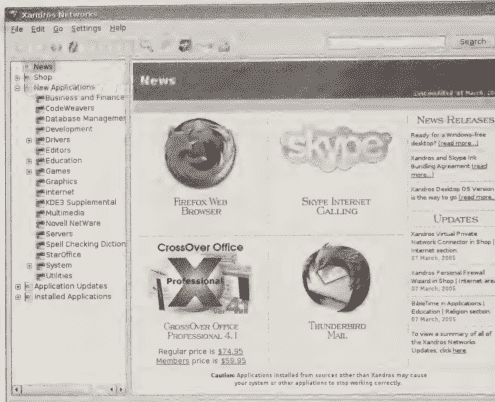 Xandros Networks
File Edit Go Settings Help
Search
News
Shop
New Applications
Business and Finance
CodeWeavers
Database Managemen
Development
Drivers
Editors
Education
Games
Graphics
Internet
KDE3 Supplemental
Multimedia
Novell NetWare
Servers
Spell Checking Diction
StarOffice
System
Utilities
Application Updates
Installed Applications
News
Last modified
FIREFOX WEB
BROWSER
skype
SKYPE INTERNET
CALLING
CrossOver Office
Professional
X
CROSSOVER OFFICE
PROFESSIONAL 4.1
Regular price is $74.95
Members price is $59.95
THUNDERBIRD
MAIL
NEWS RELEASES
Ready for a Windows-free
desktop? [read more...]
Xandros and Skype Ink
Bundling Agreement [read
more...]
Xandros Desktop OS Version
is the way to go [read more...
UPDATES
Xandros Virtual Private
Network Connector in Shop |
Internet section
07 March, 2005
Xandros Personal Firewall
Wizard in Shop | Internet area
07 March, 2005
BibleTime in Applications |
Education | Religion section
07 March, 2005
To view a summary of all of
the Xandros Networks
Updates, click here.
Caution: Applications installed from sources other than Xandros may cause
your system or other appliations to stop working correctly.